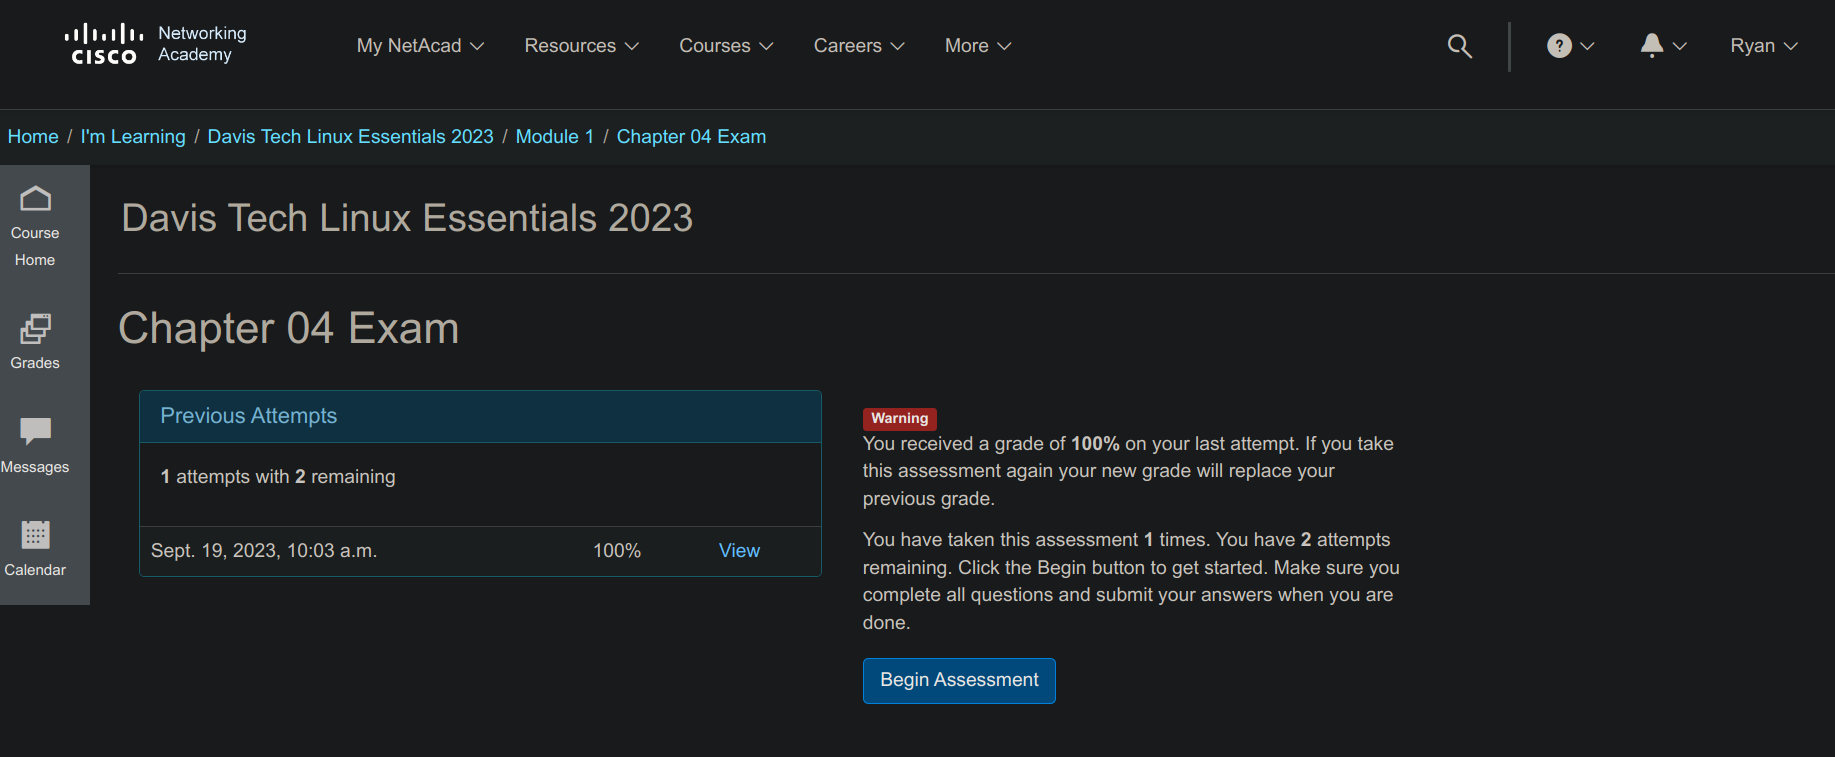 CISCO Networking Academy
My NetAcad
Resources
Courses
Careers
More
?
Ryan
Home / I'm Learning / Davis Tech Linux Essentials 2023 / Module 1 / Chapter 04 Exam
Course
Home
Grades
Messages
Calendar
Davis Tech Linux Essentials 2023
Chapter 04 Exam
Previous Attempts
1 attempts with 2 remaining
Sept. 19, 2023, 10:03 a.m. 100% View
Warning
You received a grade of 100% on your last attempt. If you take
this assessment again your new grade will replace your
previous grade.
You have taken this assessment 1 times. You have 2 attempts
remaining. Click the Begin button to get started. Make sure you
complete all questions and submit your answers when you are
done.
Begin Assessment